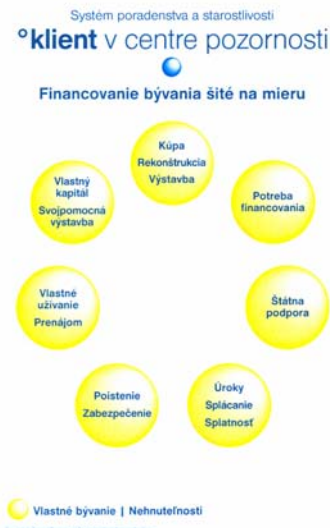 Systém poradenstva a starostlivosti
°klient v centre pozornosti
Financovanie bývania šité na mieru
Kúpa
Rekonštrukcia
Výstavba
Vlastný
kapitál
Svojpomocná
výstavba
Potreba
financovania
Vlastné
užívanie
Prenájom
Štátna
podpora
Poistenie
Zabezpečenie
Úroky
Splácanie
Splatnosť
Vlastné bývanie | Nehnuteľnosti